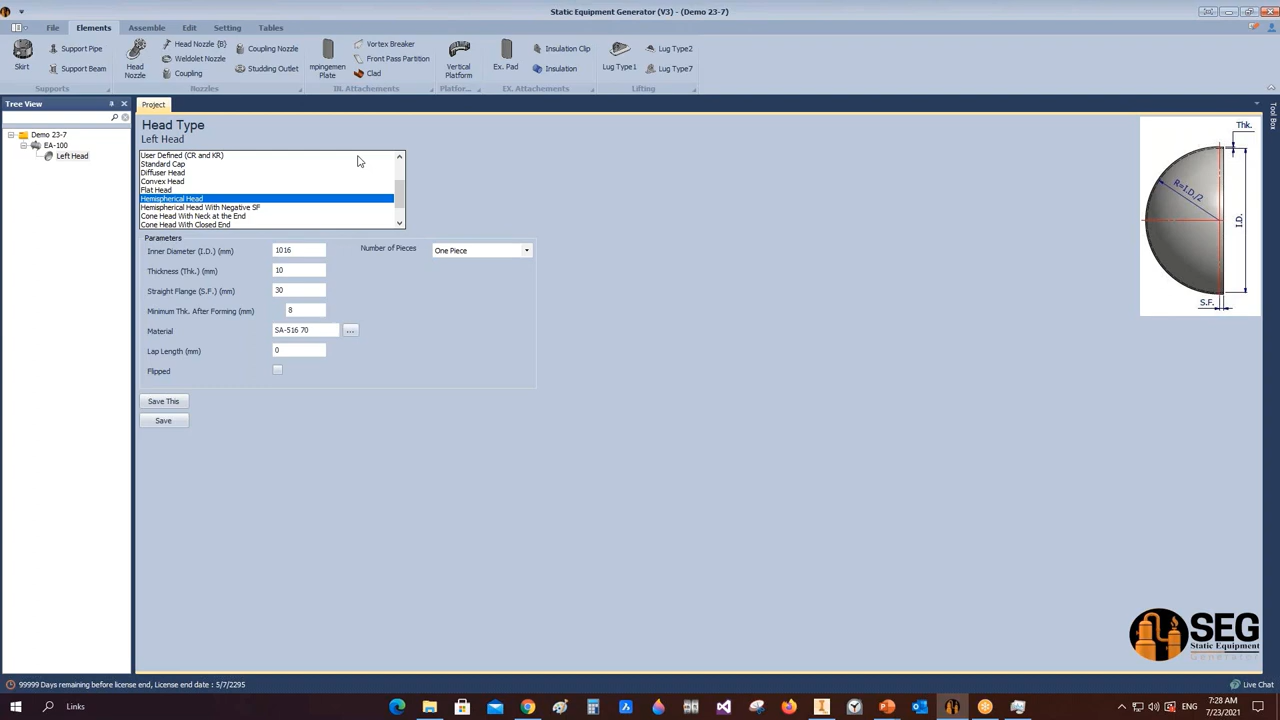 Static Equipment Generator (V3) - (Demo 23-7)
File Elements Assemble Edit Setting Tables
Skirt
Support Pipe
Support Beam
Supports
Head Nozzle
Head Nozzle (B)
Weldolet Nozzle
Coupling
Coupling Nozzle
Studding Outlet
Nozzles
mpingemen Plate
Vortex Breaker
Front Pass Partition
Clad
IN. Attachements
Vertical Platform
Platfor...
Ex. Pad
Insulation Clip
Insulation
EX. Attachements
Lug Type1
Lug Type2
Lug Type7
Lifting
Tree View
Demo 23-7
EA-100
Left Head
Project
Head Type
Left Head
User Defined (CR and KR)
Standard Cap
Diffuser Head
Convex Head
Flat Head
Hemispherical Head
Hemispherical Head With Negative SF
Cone Head With Neck at the End
Cone Head With Closed End
Parameters
Inner Diameter (I.D.) (mm) 1016
Number of Pieces One Piece
Thickness (Thk.) (mm) 10
Straight Flange (S.F.) (mm) 30
Minimum Thk. After Forming (mm) 8
Material SA-516 70 ...
Lap Length (mm) 0
Flipped
Save This
Save
Thk.
R=I.D./2
I.D.
S.F.
Tool Box
SEG
Static Equipment
Generator
99999 Days remaining before license end, License end date : 5/7/2295
Live Chat
Links
ENG
7:28 AM
7/23/2021